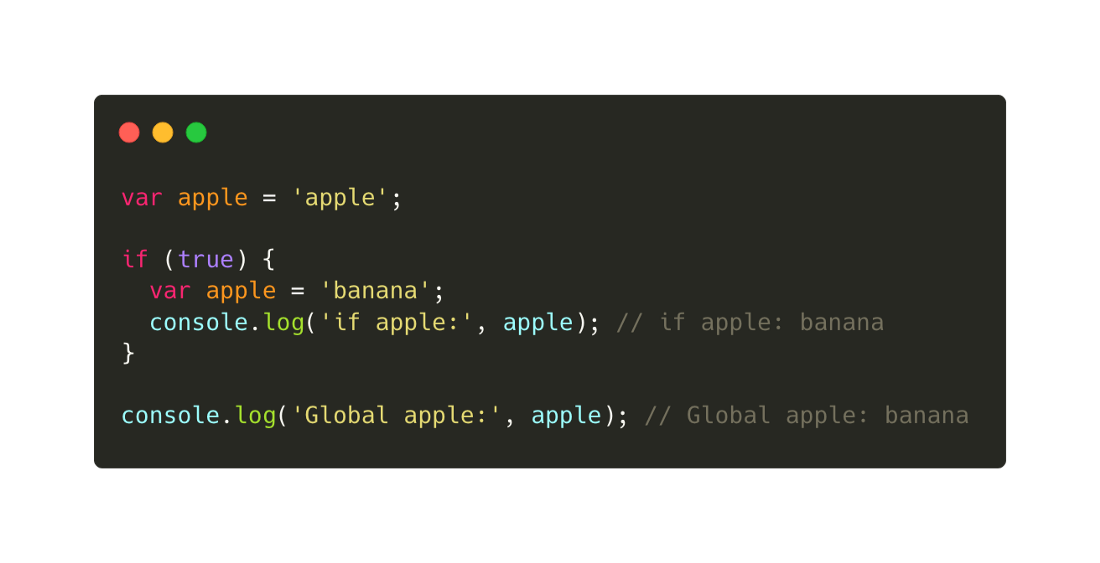 var apple = 'apple';
if (true) {
  var apple = 'banana';
  console.log('if apple:', apple); // if apple: banana
}
console.log('Global apple:', apple); // Global apple: banana